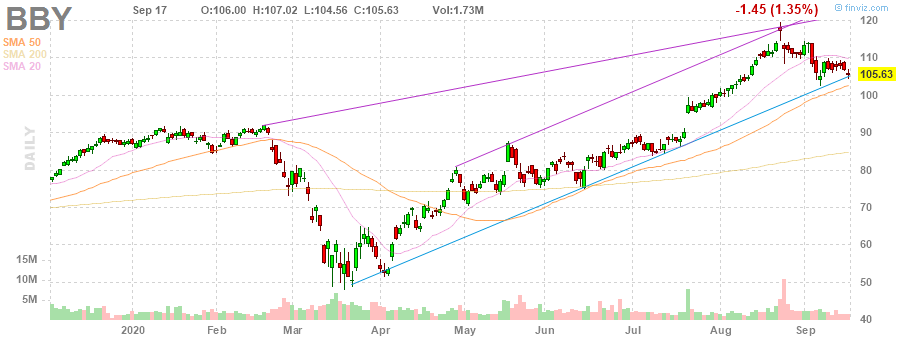 BBY
Sep 17 O:106.00 H:107.02 L:104.56 C:105.63 Vol:1.73M -1.45 (1.35%) © finviz.com
SMA 50
SMA 200
SMA 20
DAILY
120
110
105.63
100
90
80
70
60
50
40
15M
10M
5M
2020 Feb Mar Apr May Jun Jul Aug Sep